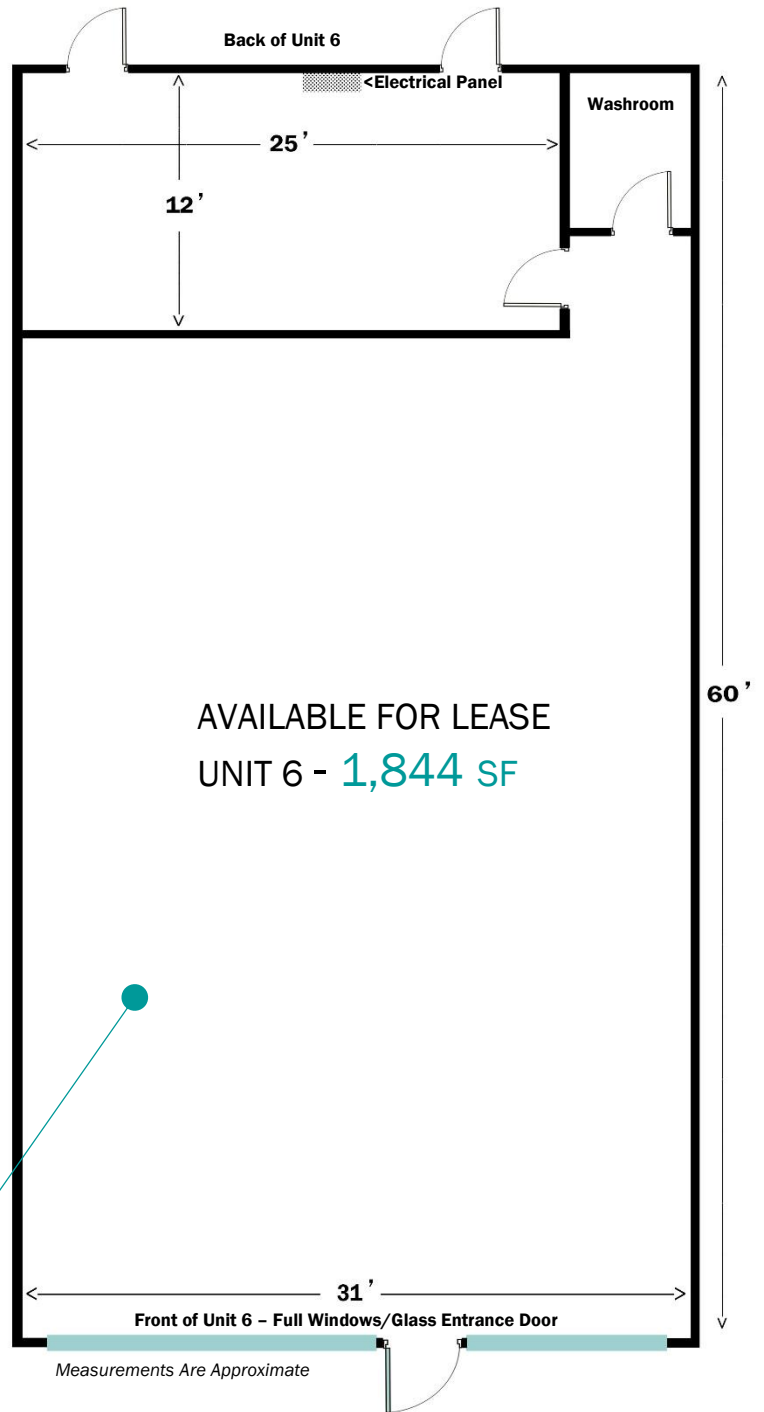 Back of Unit 6
<Electrical Panel
Washroom
25’
12’
60’
AVAILABLE FOR LEASE
UNIT 6 - 1,844 SF
31’
Front of Unit 6 – Full Windows/Glass Entrance Door
Measurements Are Approximate